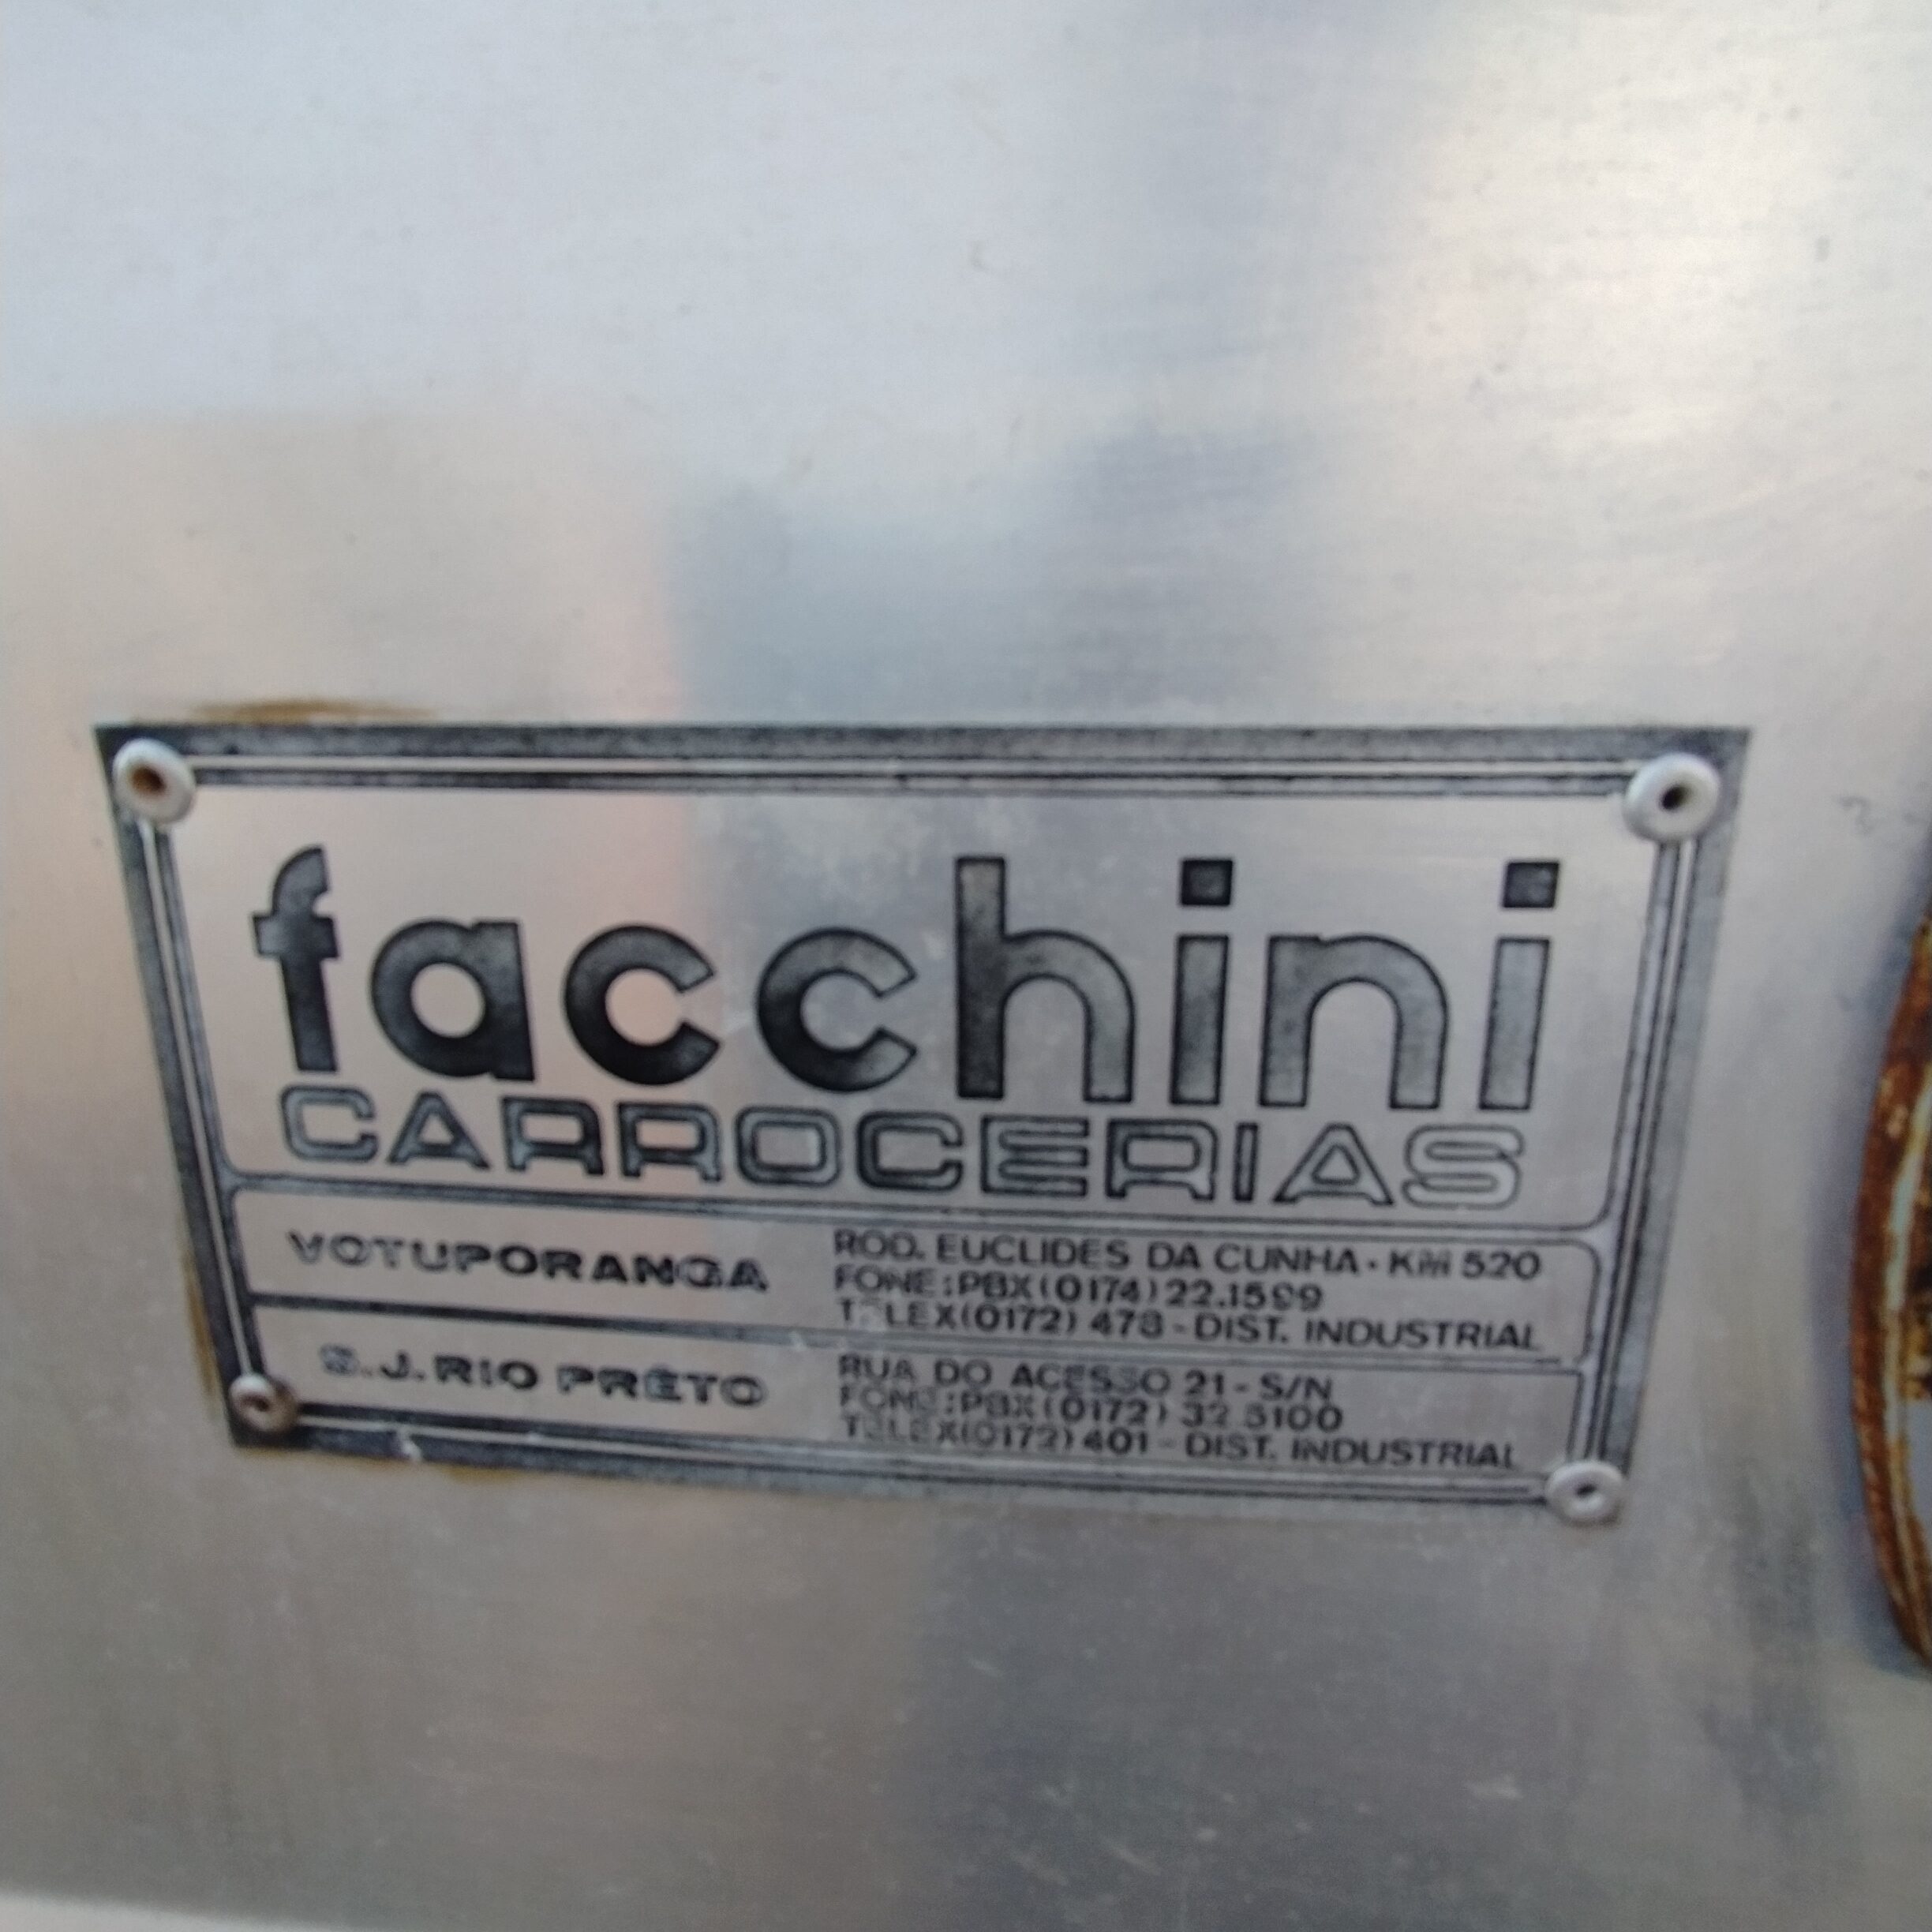 facchini
CARROCERIAS
VOTUPORANGA
ROD. EUCLIDES DA CUNHA - KM 520
FONE: PBX (0174) 22.1599
TELEX (0172) 478 - DIST. INDUSTRIAL
S.J. RIO PRÊTO
RUA DO ACESSO 21 - S/N
FONE: PBX (0172) 32
TELEX (0172) 401 - DIST. INDUSTRIAL